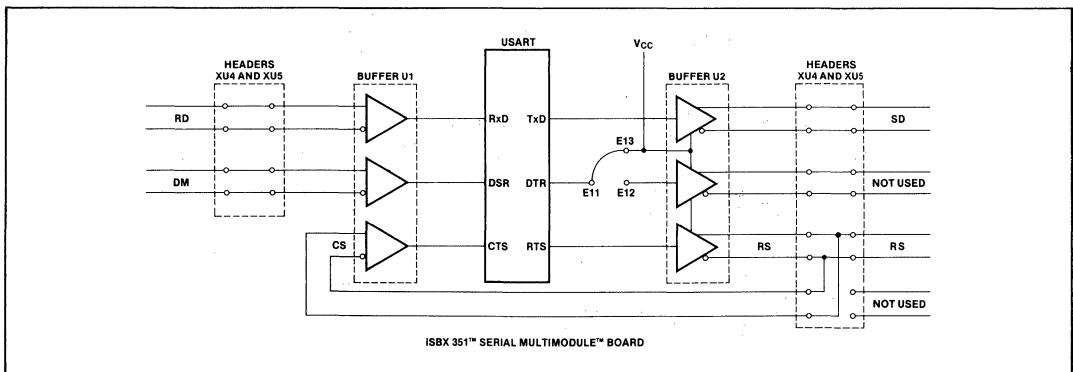 USART
VCC
HEADERS
XU4 AND XU5
BUFFER U1
BUFFER U2
HEADERS
XU4 AND XU5
RD
RxD
TxD
SD
E13
DM
DSR
DTR
E11
E12
NOT USED
CS
CTS
RTS
RS
RS
NOT USED
iSBX 351™ SERIAL MULTIMODULE™ BOARD